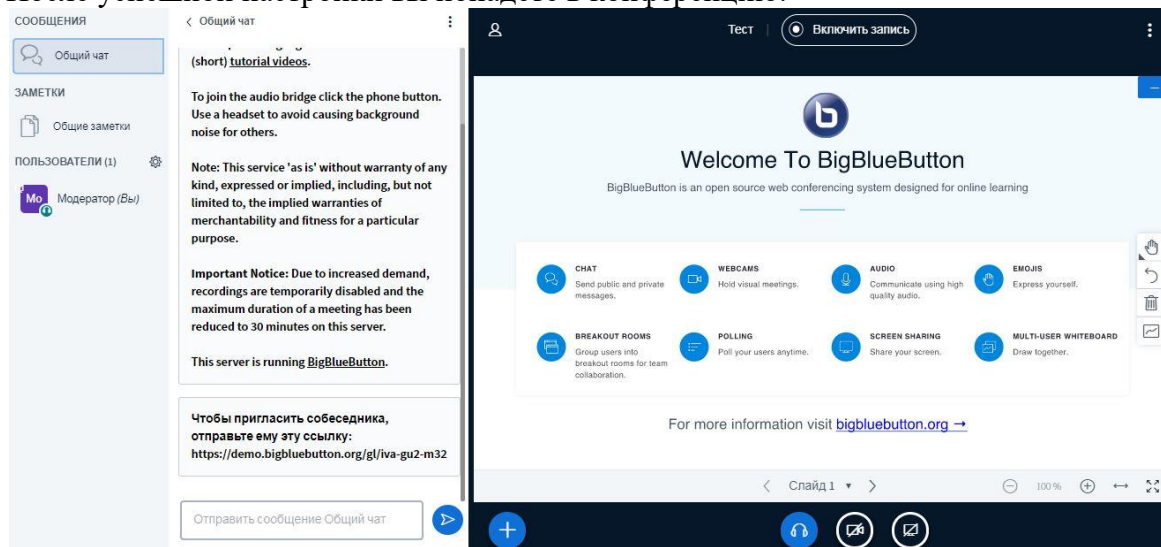 После успешной настройки вы попадете в конференцию:
СООБЩЕНИЯ
Общий чат
ЗАМЕТКИ
Общие заметки
ПОЛЬЗОВАТЕЛИ (1)
Mo
Модератор (Вы)
Общий чат
(short) tutorial videos.
To join the audio bridge click the phone button.
Use a headset to avoid causing background
noise for others.
Note: This service 'as is' without warranty of any
kind, expressed or implied, including, but not
limited to, the implied warranties of
merchantability and fitness for a particular
purpose.
Important Notice: Due to increased demand,
recordings are temporarily disabled and the
maximum duration of a meeting has been
reduced to 30 minutes on this server.
This server is running BigBlueButton.
Чтобы пригласить собеседника,
отправьте ему эту ссылку:
https://demo.bigbluebutton.org/gl/iva-gu2-m32
Отправить сообщение Общий чат
Тест
Включить запись
b
Welcome To BigBlueButton
BigBlueButton is an open source web conferencing system designed for online learning
CHAT
Send public and private
messages.
WEBCAMS
Hold visual meetings.
AUDIO
Communicate using high
quality audio.
EMOJIS
Express yourself.
BREAKOUT ROOMS
Group users into
breakout rooms for team
collaboration.
POLLING
Poll your users anytime.
SCREEN SHARING
Share your screen.
MULTI-USER WHITEBOARD
Draw together.
For more information visit bigbluebutton.org →
Слайд 1
100 %